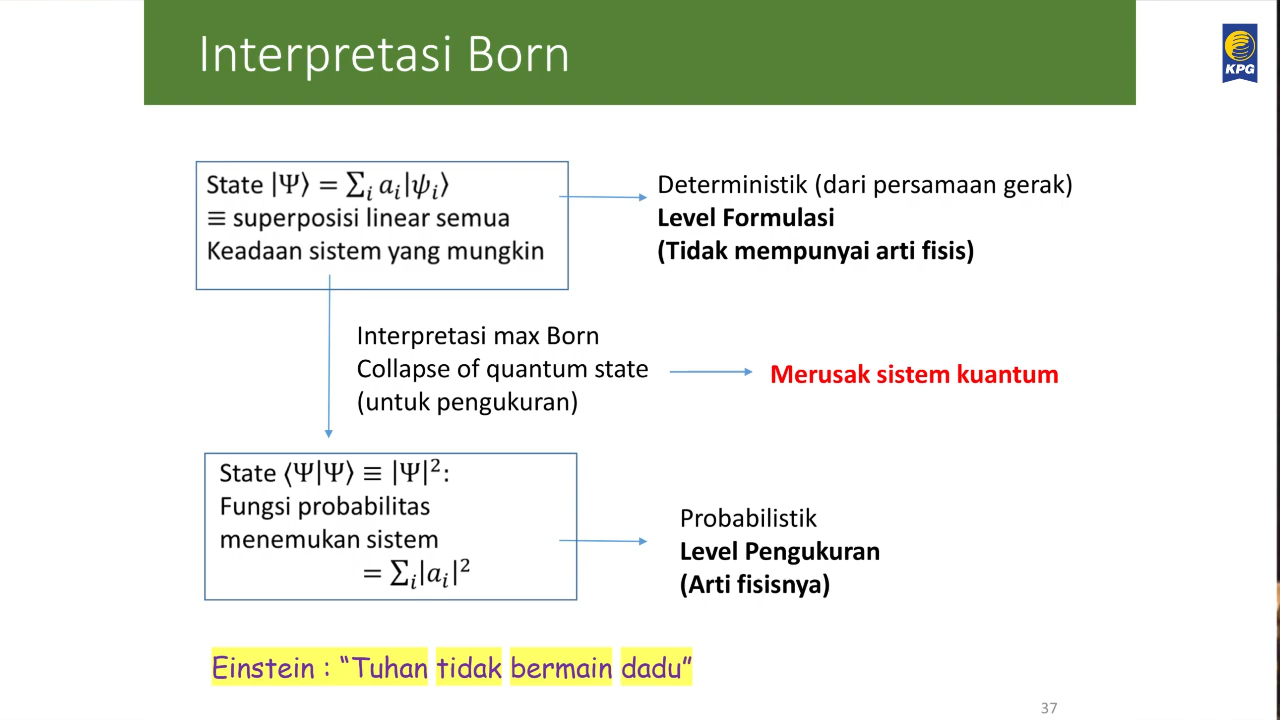 Interpretasi Born
KPG
State |Ψ⟩ = ∑ᵢ aᵢ|ψᵢ⟩
≡ superposisi linear semua
Keadaan sistem yang mungkin
Deterministik (dari persamaan gerak)
Level Formulasi
(Tidak mempunyai arti fisis)
Interpretasi max Born
Collapse of quantum state
(untuk pengukuran)
Merusak sistem kuantum
State ⟨Ψ|Ψ⟩ ≡ |Ψ|²:
Fungsi probabilitas
menemukan sistem
= ∑ᵢ|aᵢ|²
Probabilistik
Level Pengukuran
(Arti fisisnya)
Einstein : “Tuhan tidak bermain dadu”
37